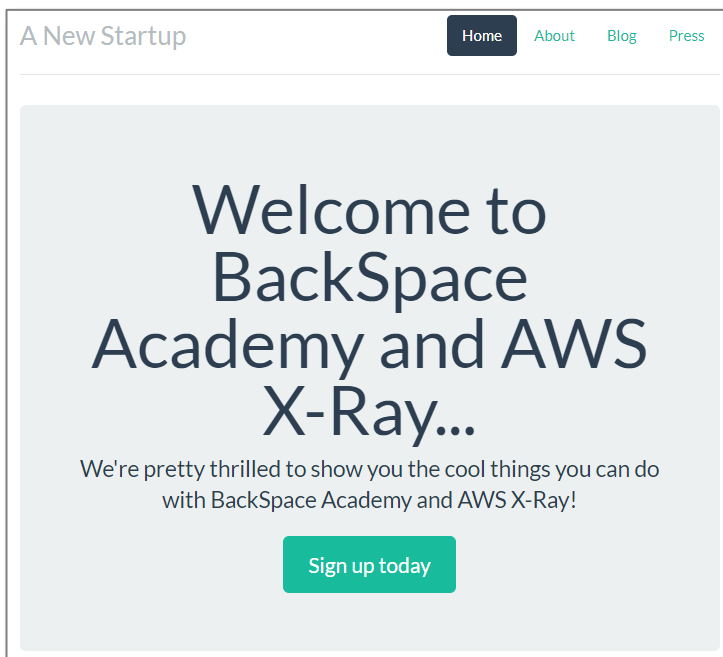 A New Startup
Home
About
Blog
Press
Welcome to
BackSpace
Academy and AWS
X-Ray...
We're pretty thrilled to show you the cool things you can do
with BackSpace Academy and AWS X-Ray!
Sign up today